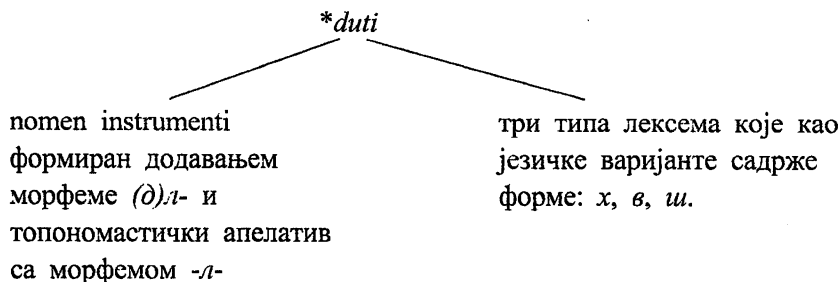 *duti
nomen instrumenti
формиран додавањем
морфеме (д)л- и
топономастички апелатив
са морфемом -л-
три типа лексема које као
језичке варијанте садрже
форме: х, в, ш.